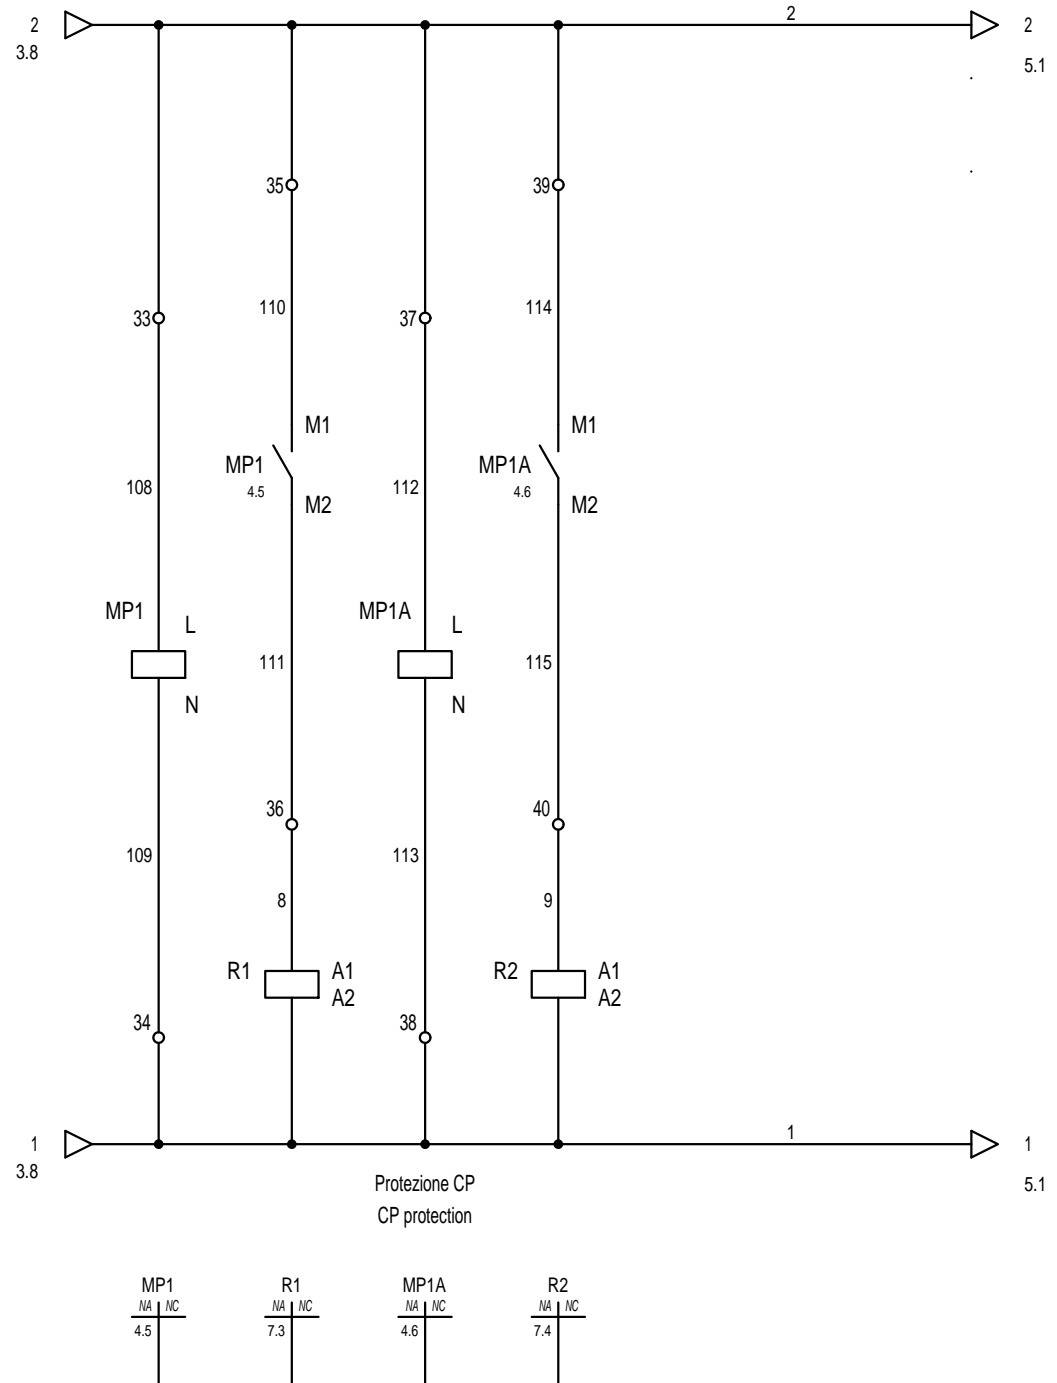 2
2
2
3.8
5.1
35
39
110
114
33
37
M1
M1
MP1
MP1A
4.5
4.6
108
112
M2
M2
MP1
MP1A
L
L
111
115
N
N
36
40
109
113
8
9
R1
A1
R2
A1
A2
A2
34
38
1
1
1
3.8
5.1
Protezione CP
CP protection
MP1
R1
MP1A
R2
NA NC
NA NC
NA NC
NA NC
4.5
7.3
4.6
7.4